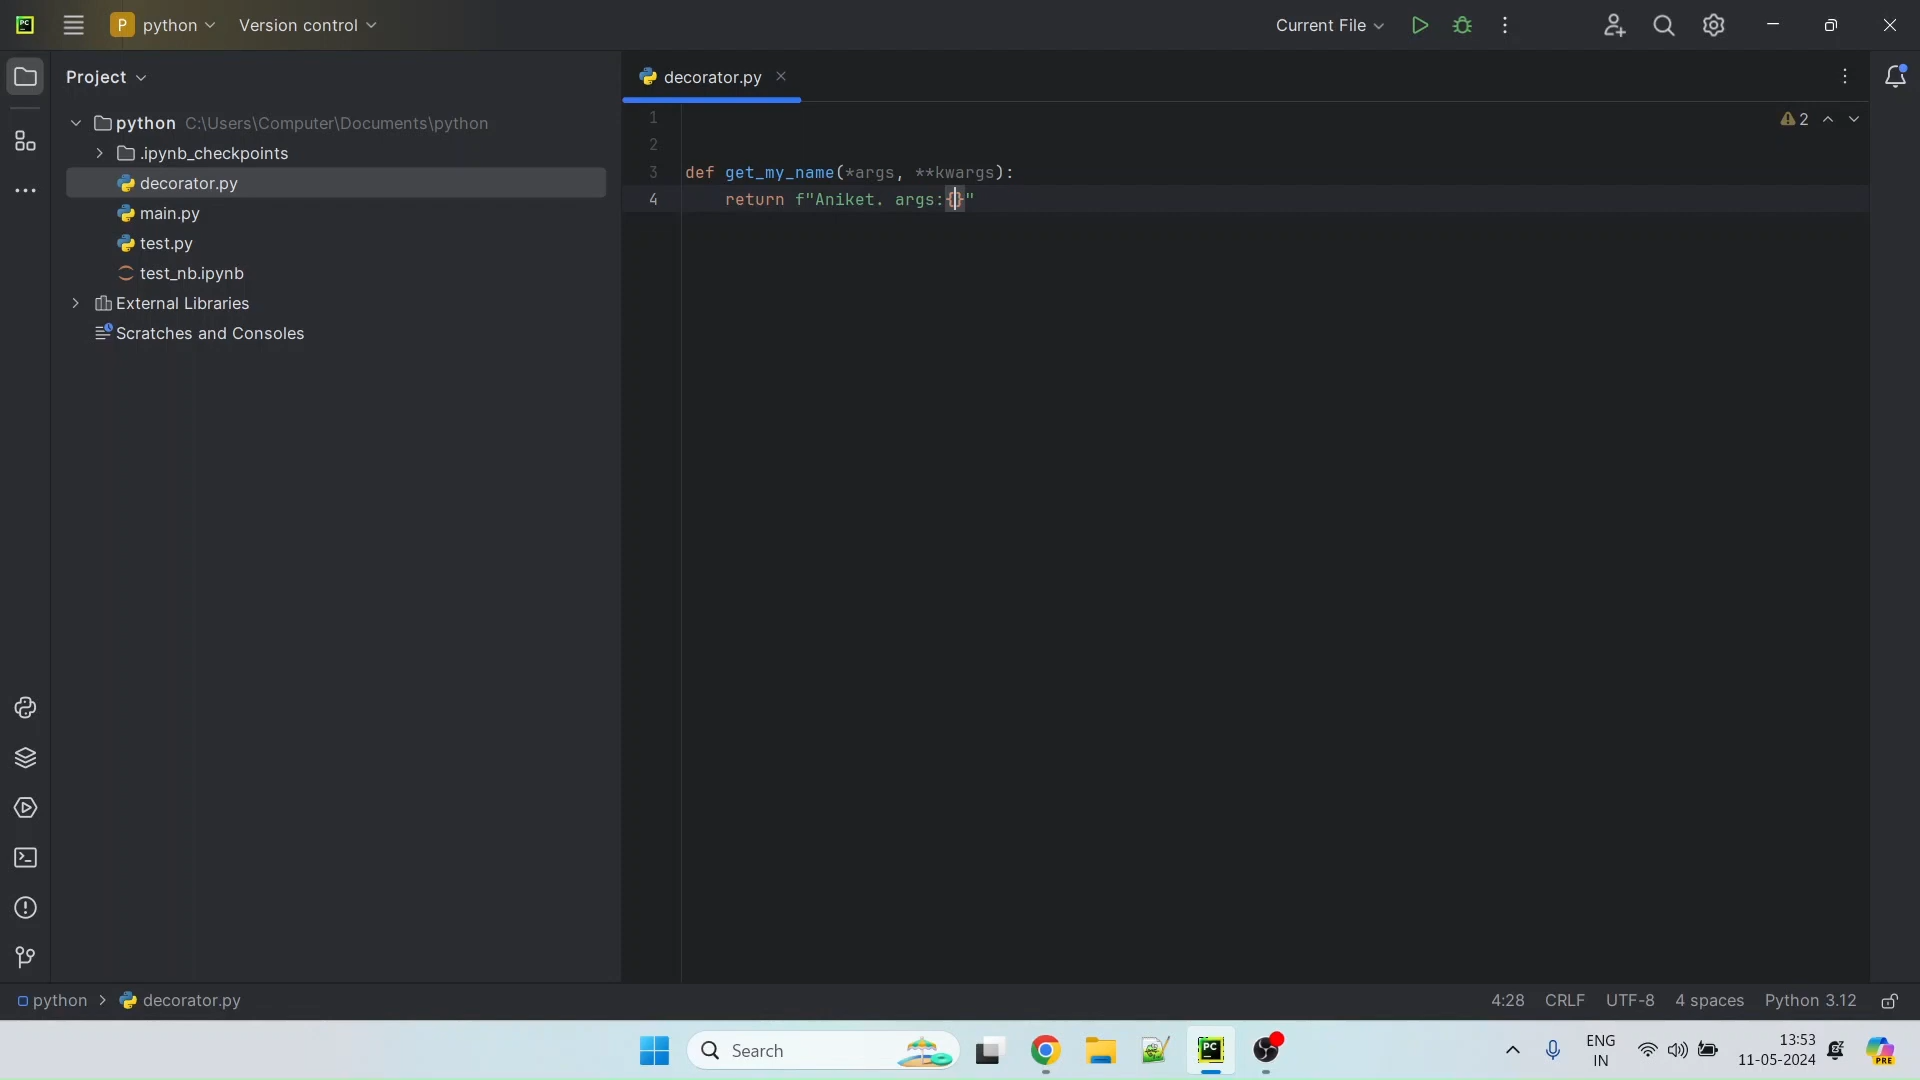 PC
P
python
Version control
Current File
Project
decorator.py
python C:\Users\Computer\Documents\python
.ipynb_checkpoints
decorator.py
main.py
test.py
test_nb.ipynb
External Libraries
Scratches and Consoles
1
2
3 def get_my_name(*args, **kwargs):
4 return f"Aniket. args:{}"
2
python > decorator.py
4:28 CRLF UTF-8 4 spaces Python 3.12
Search
PC
ENG
IN
13:53
11-05-2024
PRE